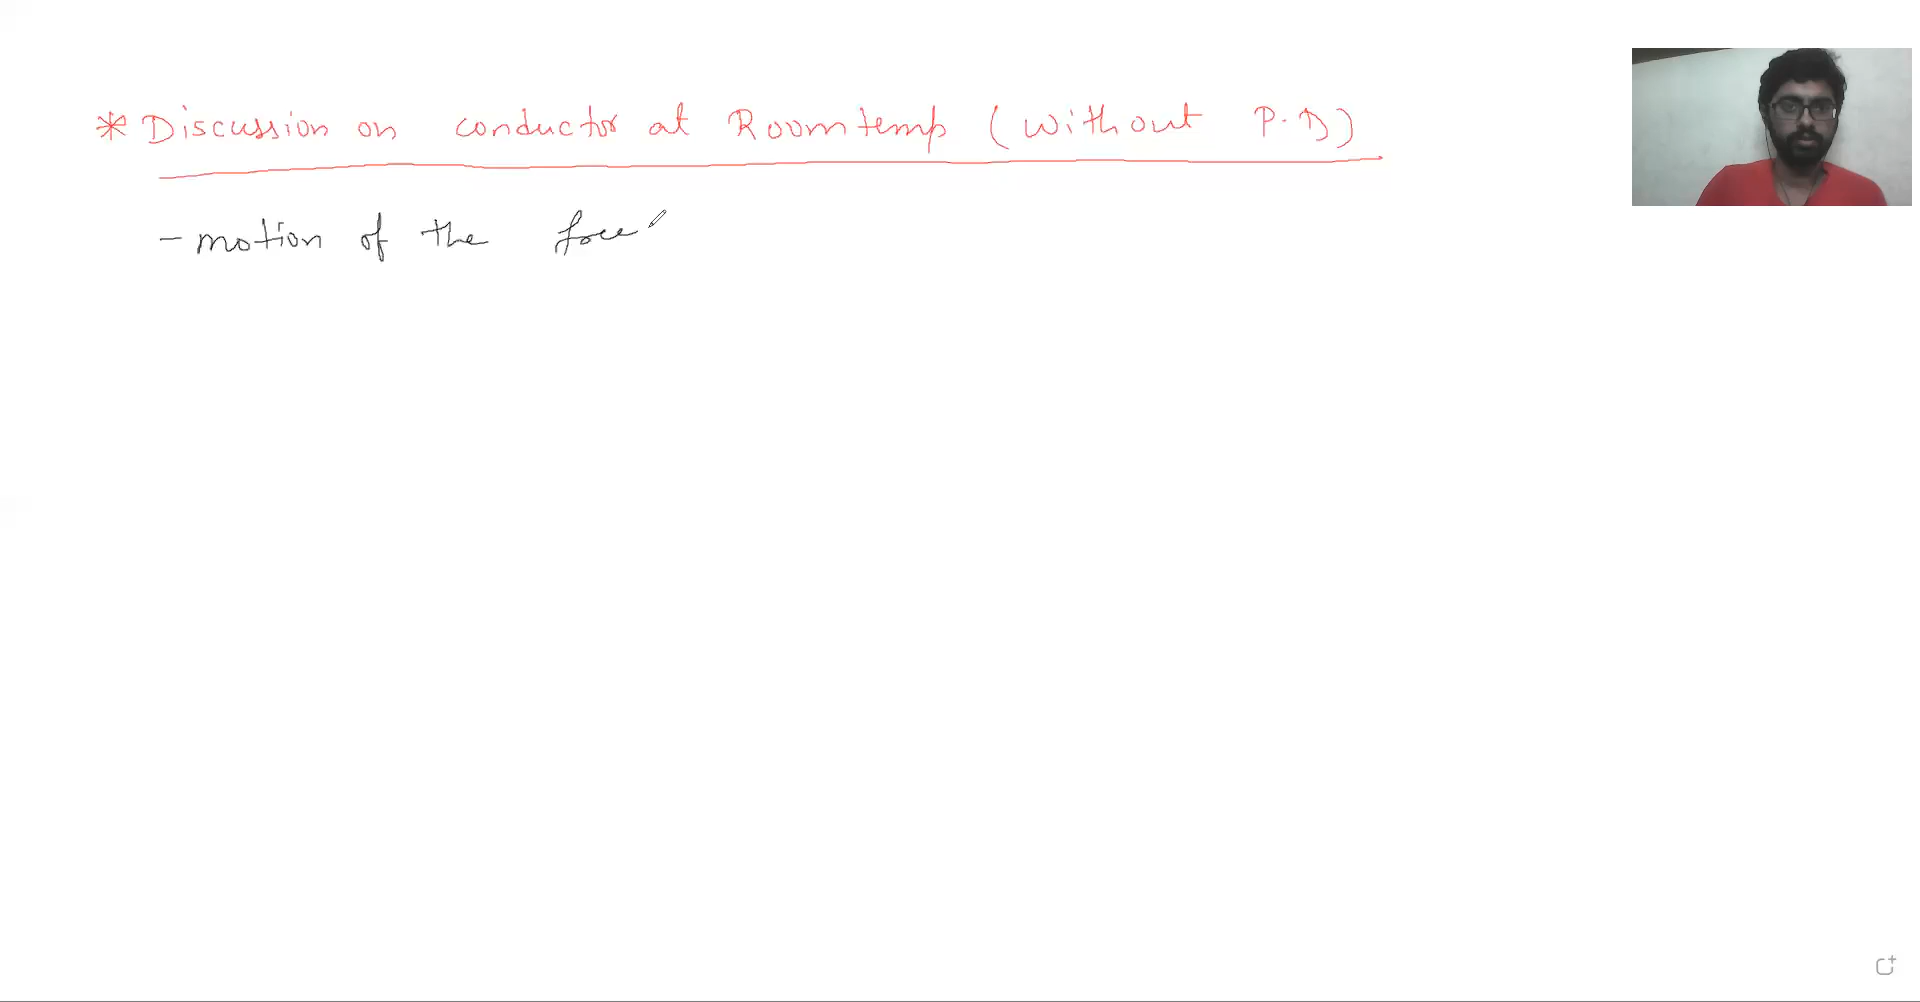 * Discussion on conductor at Room temp (without P.D)
- motion of the free